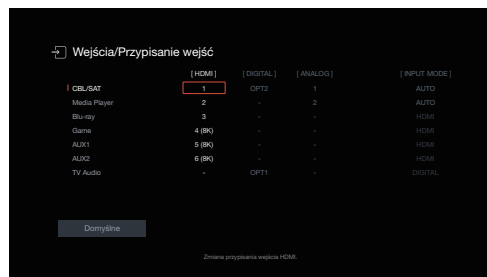 Wejścia/Przypisanie wejść
[ HDMI ] [ DIGITAL ] [ ANALOG ] [ INPUT MODE ]
CBL/SAT 1 OPT2 1 AUTO
Media Player 2 - 2 AUTO
Blu-ray 3 - - HDMI
Game 4 (8K) - - HDMI
AUX1 5 (8K) - - HDMI
AUX2 6 (8K) - - HDMI
TV Audio - OPT1 - DIGITAL
Domyślne
Zmiana przypisania wejścia HDMI.